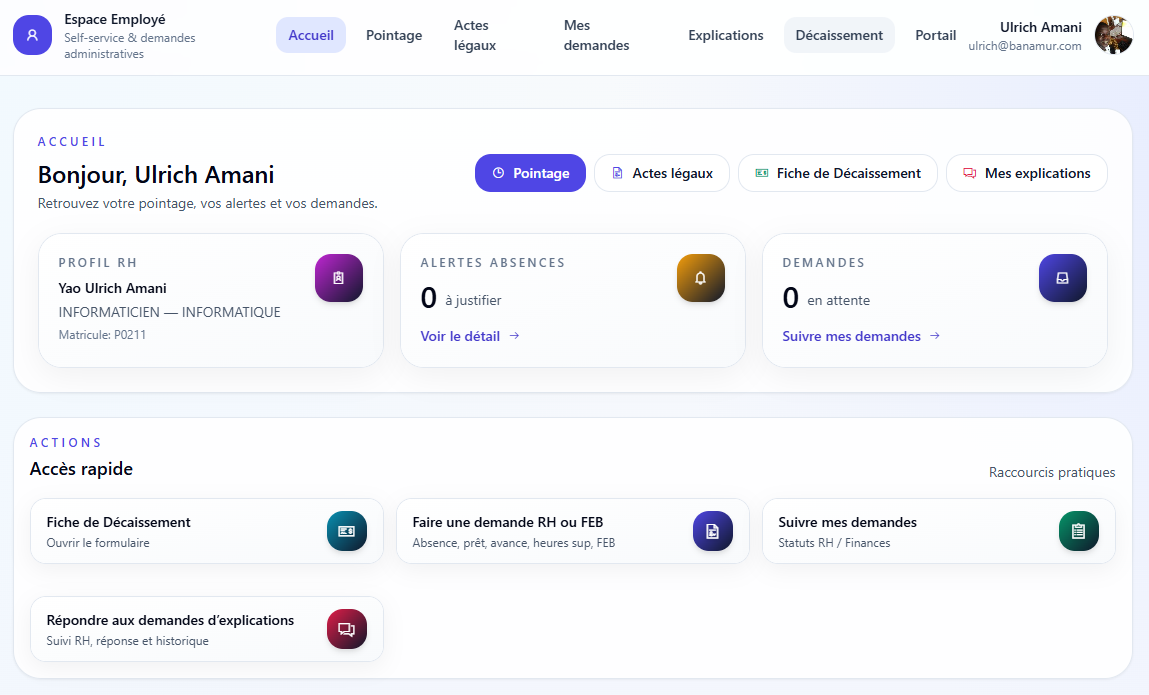 Espace Employé
Self-service & demandes
administratives
Accueil
Pointage
Actes
légaux
Mes
demandes
Explications
Décaissement
Portail
Ulrich Amani
ulrich@banamur.com
ACCUEIL
Bonjour, Ulrich Amani
Retrouvez votre pointage, vos alertes et vos demandes.
Pointage
Actes légaux
Fiche de Décaissement
Mes explications
PROFIL RH
Yao Ulrich Amani
INFORMATICIEN — INFORMATIQUE
Matricule: P0211
ALERTES ABSENCES
0 à justifier
Voir le détail →
DEMANDES
0 en attente
Suivre mes demandes →
ACTIONS
Accès rapide
Raccourcis pratiques
Fiche de Décaissement
Ouvrir le formulaire
Faire une demande RH ou FEB
Absence, prêt, avance, heures sup, FEB
Suivre mes demandes
Statuts RH / Finances
Répondre aux demandes d’explications
Suivi RH, réponse et historique